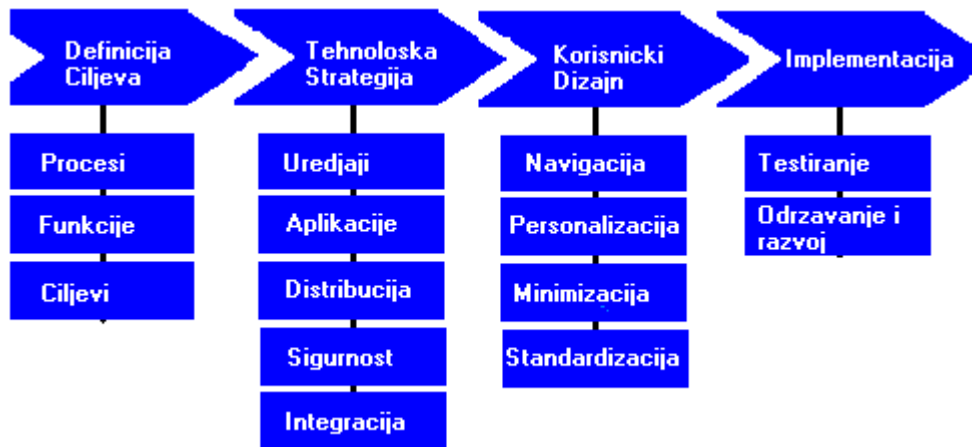 Definicija
Ciljeva
Tehnoloska
Strategija
Korisnicki
Dizajn
Implementacija
Procesi
Funkcije
Ciljevi
Uredjaji
Aplikacije
Distribucija
Sigurnost
Integracija
Navigacija
Personalizacija
Minimizacija
Standardizacija
Testiranje
Odrzavanje i
razvoj